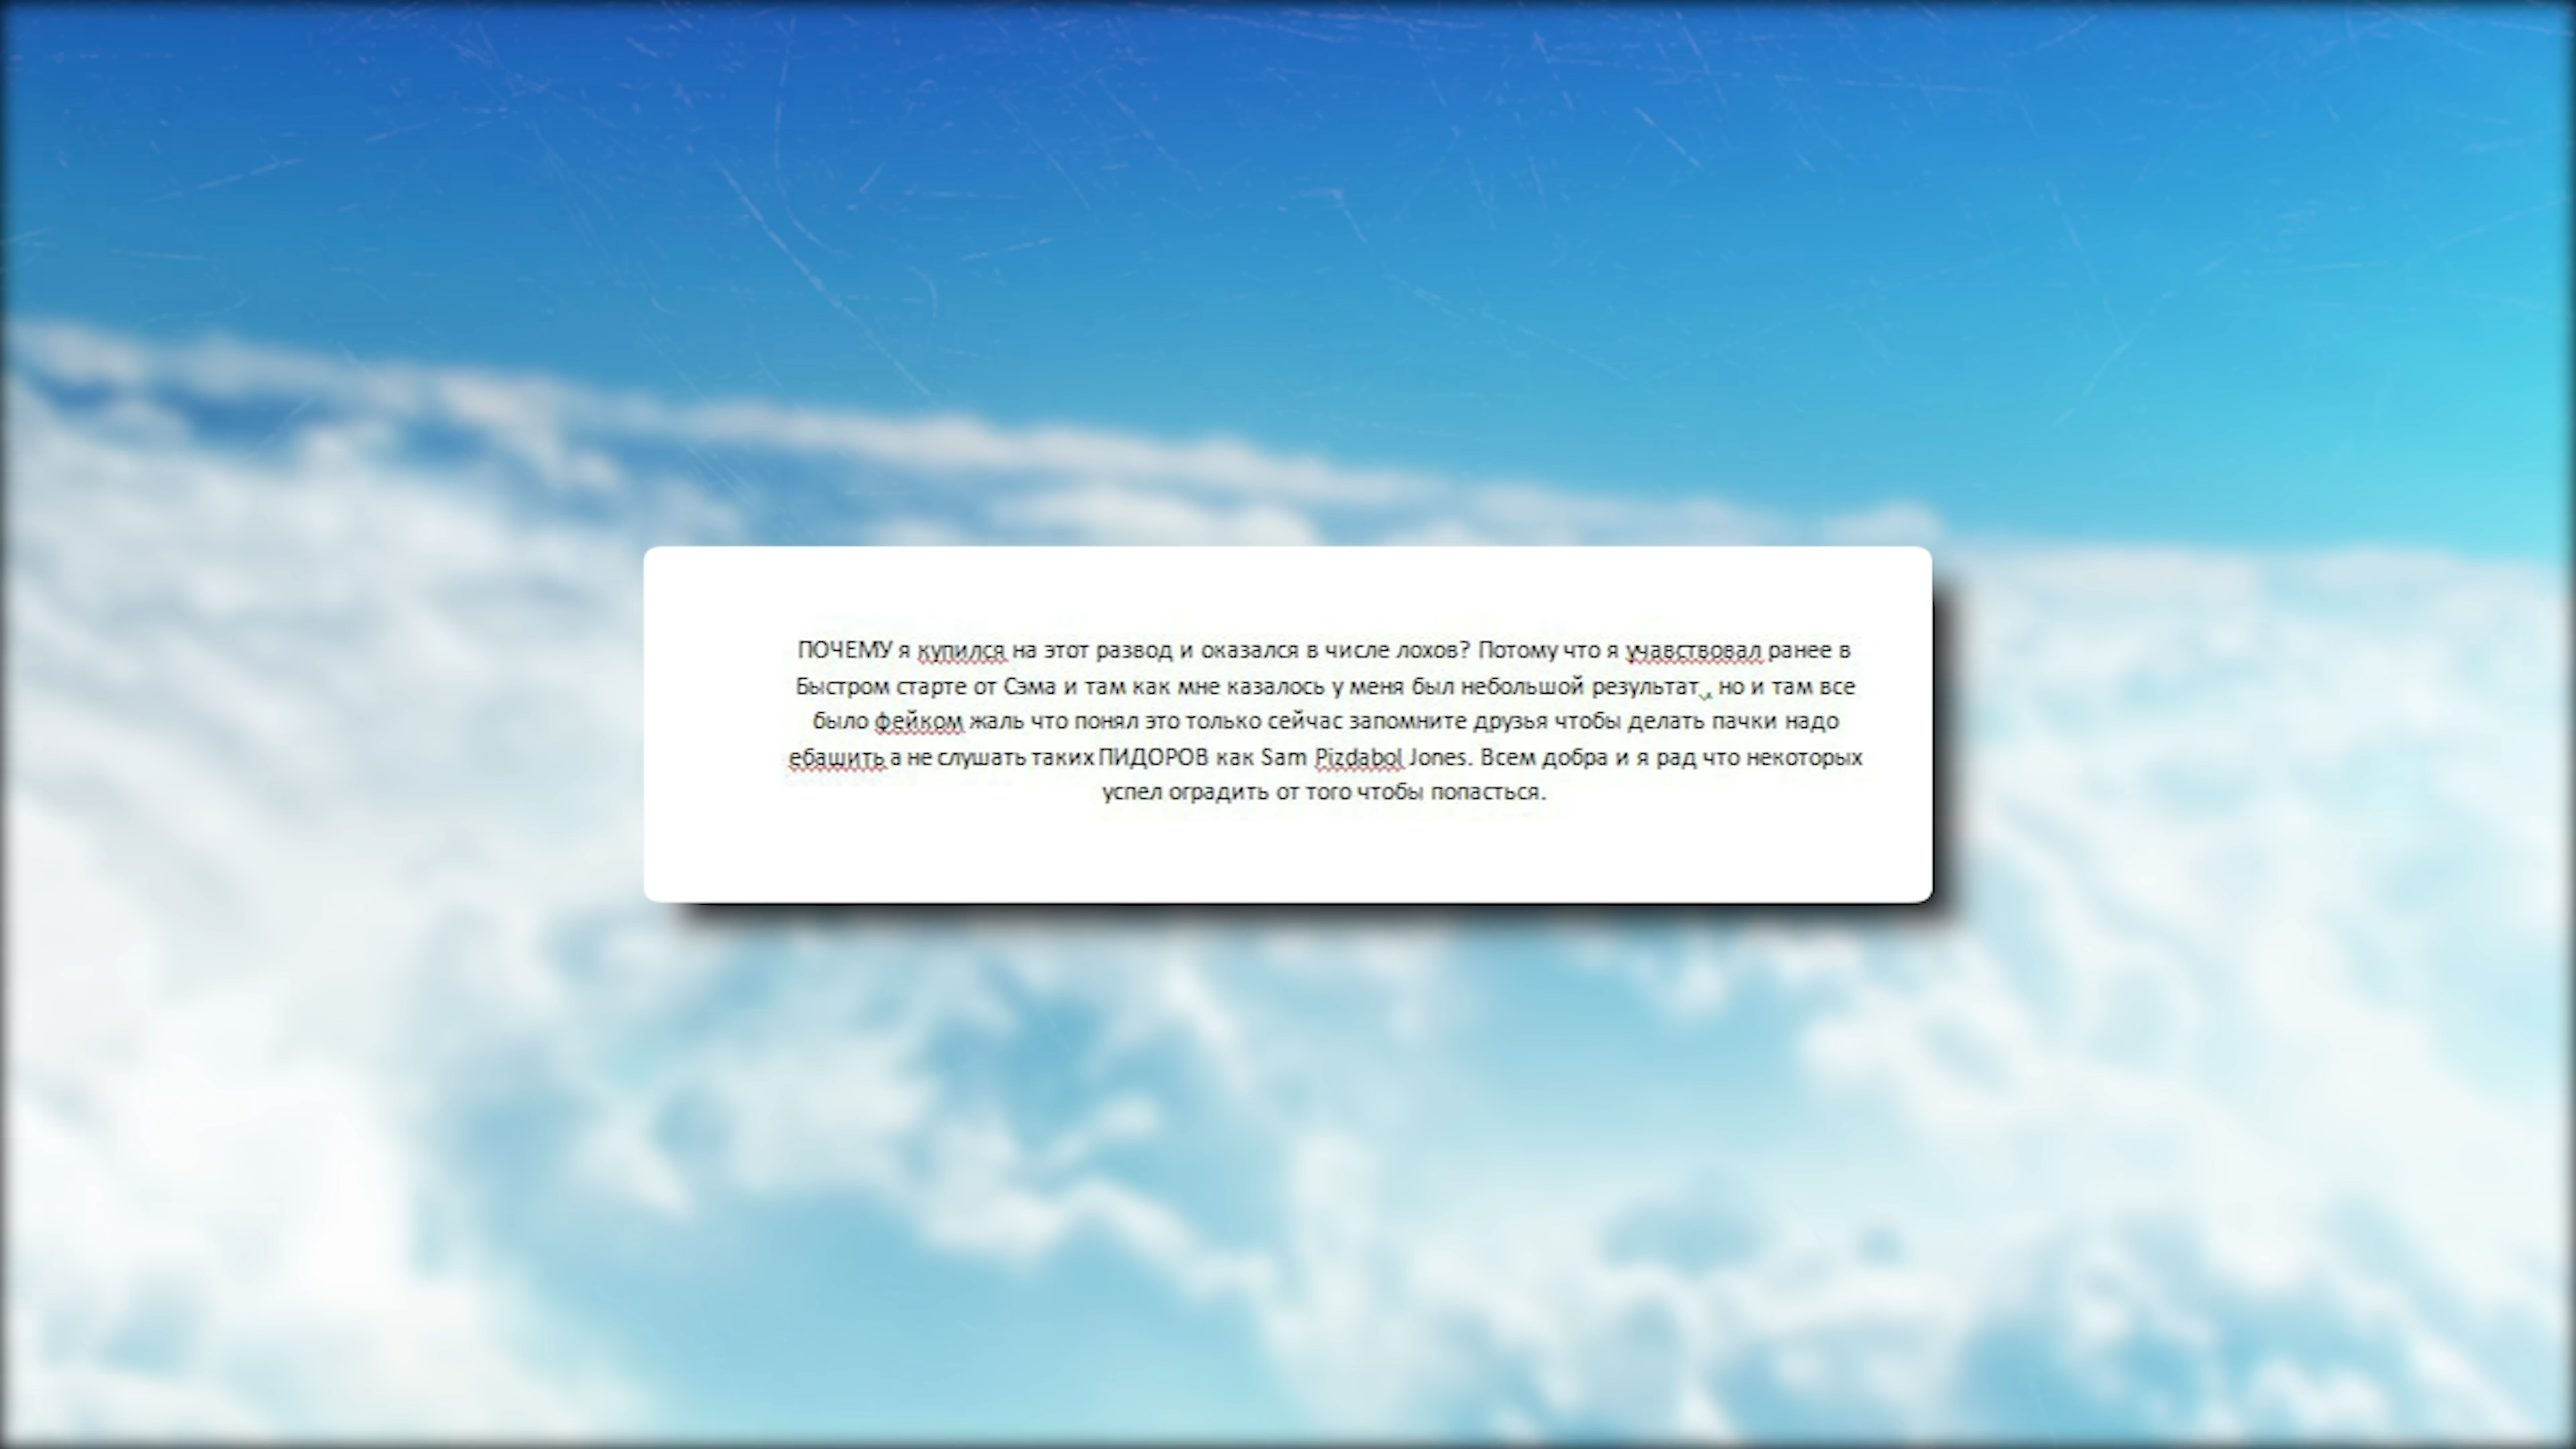 ПОЧЕМУ я купился на этот развод и оказался в числе лохов? Потому что я учавствовал ранее в
Быстром старте от Сэма и там как мне казалось у меня был небольшой результат, но и там все
было фейком жаль что понял это только сейчас запомните друзья чтобы делать пачки надо
ебашить а не слушать таких ПИДОРОВ как Sam Pizdabol Jones. Всем добра и я рад что некоторых
успел оградить от того чтобы попасться.